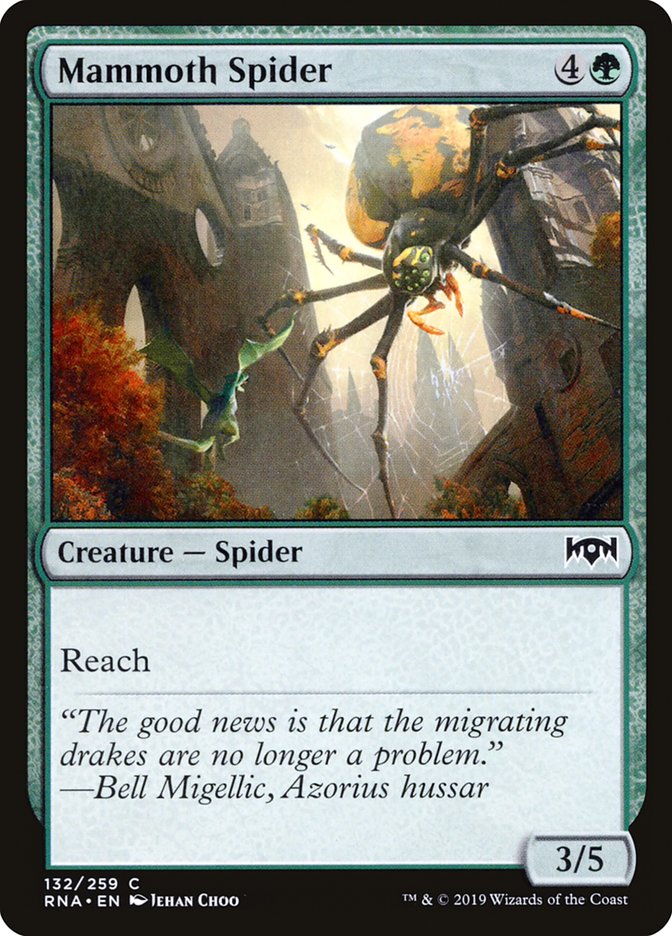 Mammoth Spider 4
Creature — Spider
Reach
“The good news is that the migrating
drakes are no longer a problem.”
—Bell Migellic, Azorius hussar
3/5
132/259 C
RNA • EN Jehan Choo
™ & © 2019 Wizards of the Coast